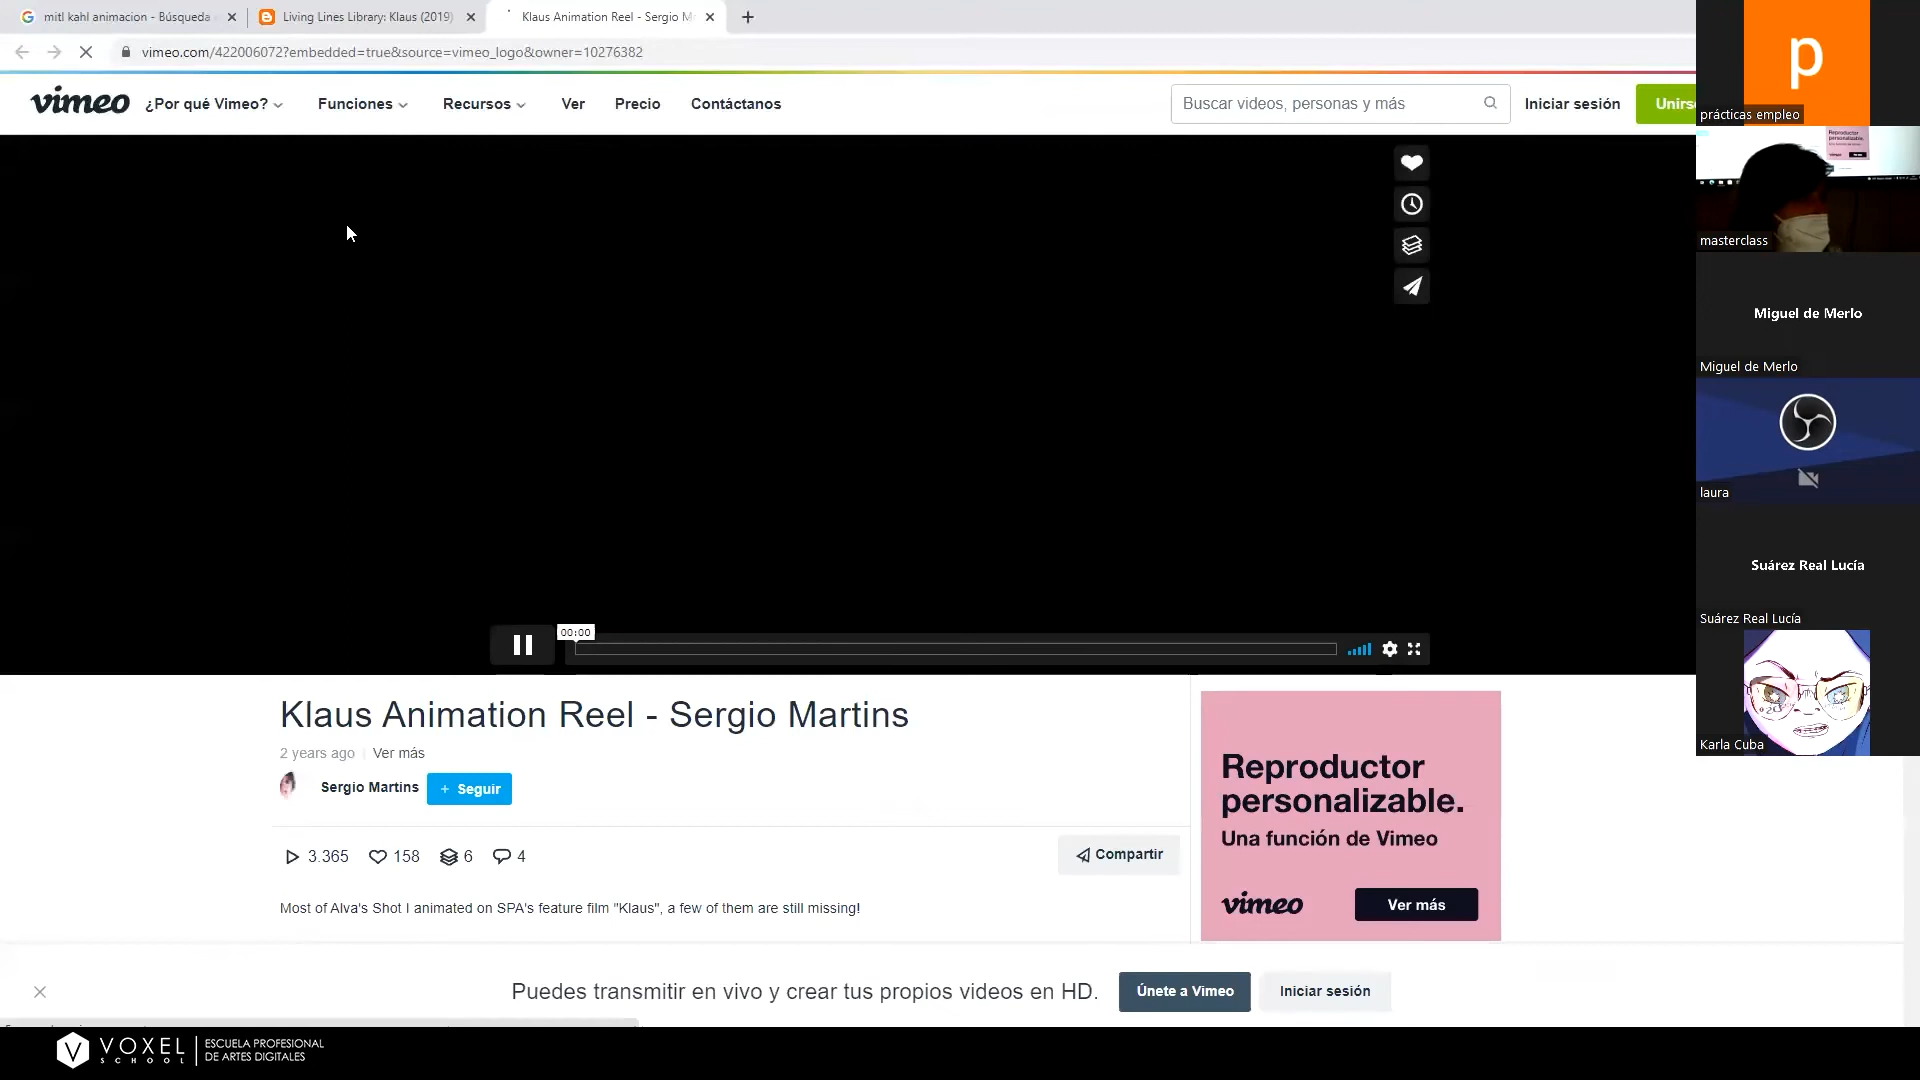 mitl kahl animacion - Búsqueda
Living Lines Library: Klaus (2019)
Klaus Animation Reel - Sergio M
vimeo.com/422006072?embedded=true&source=vimeo_logo&owner=10276382
vimeo
¿Por qué Vimeo?
Funciones
Recursos
Ver
Precio
Contáctanos
Buscar videos, personas y más
Iniciar sesión
Unirs
00:00
Klaus Animation Reel - Sergio Martins
2 years ago
Ver más
Sergio Martins
+ Seguir
3.365
158
6
4
Compartir
Most of Alva's Shot I animated on SPA's feature film "Klaus", a few of them are still missing!
Reproductor
personalizable.
Una función de Vimeo
vimeo
Ver más
Puedes transmitir en vivo y crear tus propios videos en HD.
Únete a Vimeo
Iniciar sesión
p
prácticas empleo
Reproductor
personalizable.
masterclass
Miguel de Merlo
Miguel de Merlo
laura
Suárez Real Lucía
Suárez Real Lucía
Karla Cuba
V
VOXEL
SCHOOL
ESCUELA PROFESIONAL
DE ARTES DIGITALES